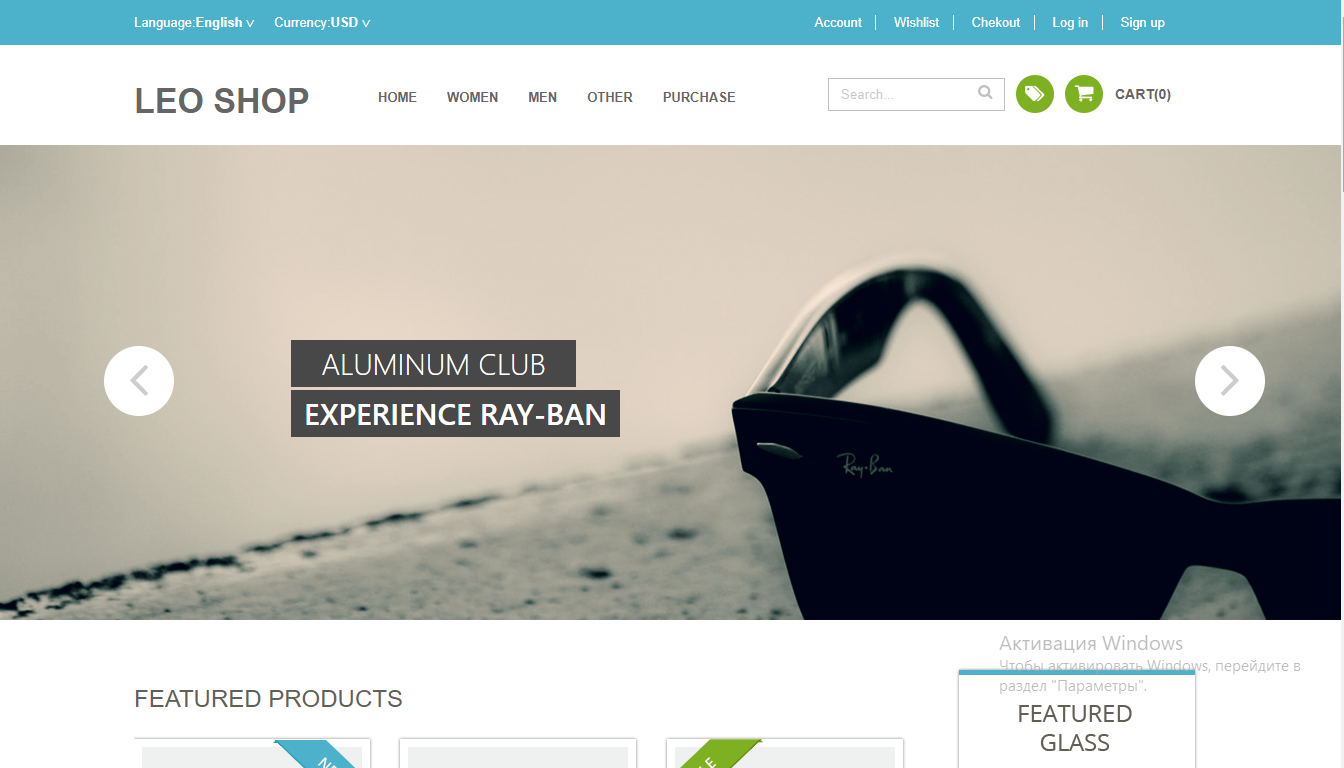 Language:English Currency:USD Account Wishlist Chekout Log in Sign up
LEO SHOP HOME WOMEN MEN OTHER PURCHASE Search... CART(0)
ALUMINUM CLUB
EXPERIENCE RAY-BAN
Ray-Ban
Активация Windows
Чтобы активировать Windows, перейдите в
раздел "Параметры".
FEATURED PRODUCTS
FEATURED
GLASS